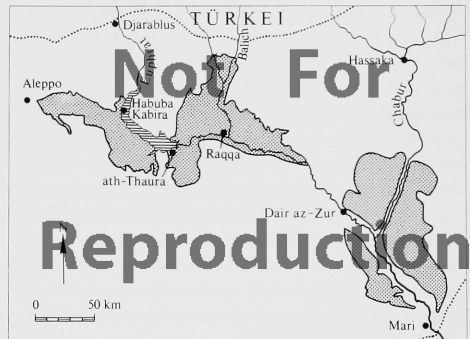 TÜRKEI
Djarablus
Euphrat
Balich
Not For
Aleppo
Hassaka
Habuba
Kabira
Chabur
Raqqa
ath-Thaura
Dair az-Zur
Reproduction
N
0 50 km
Mari